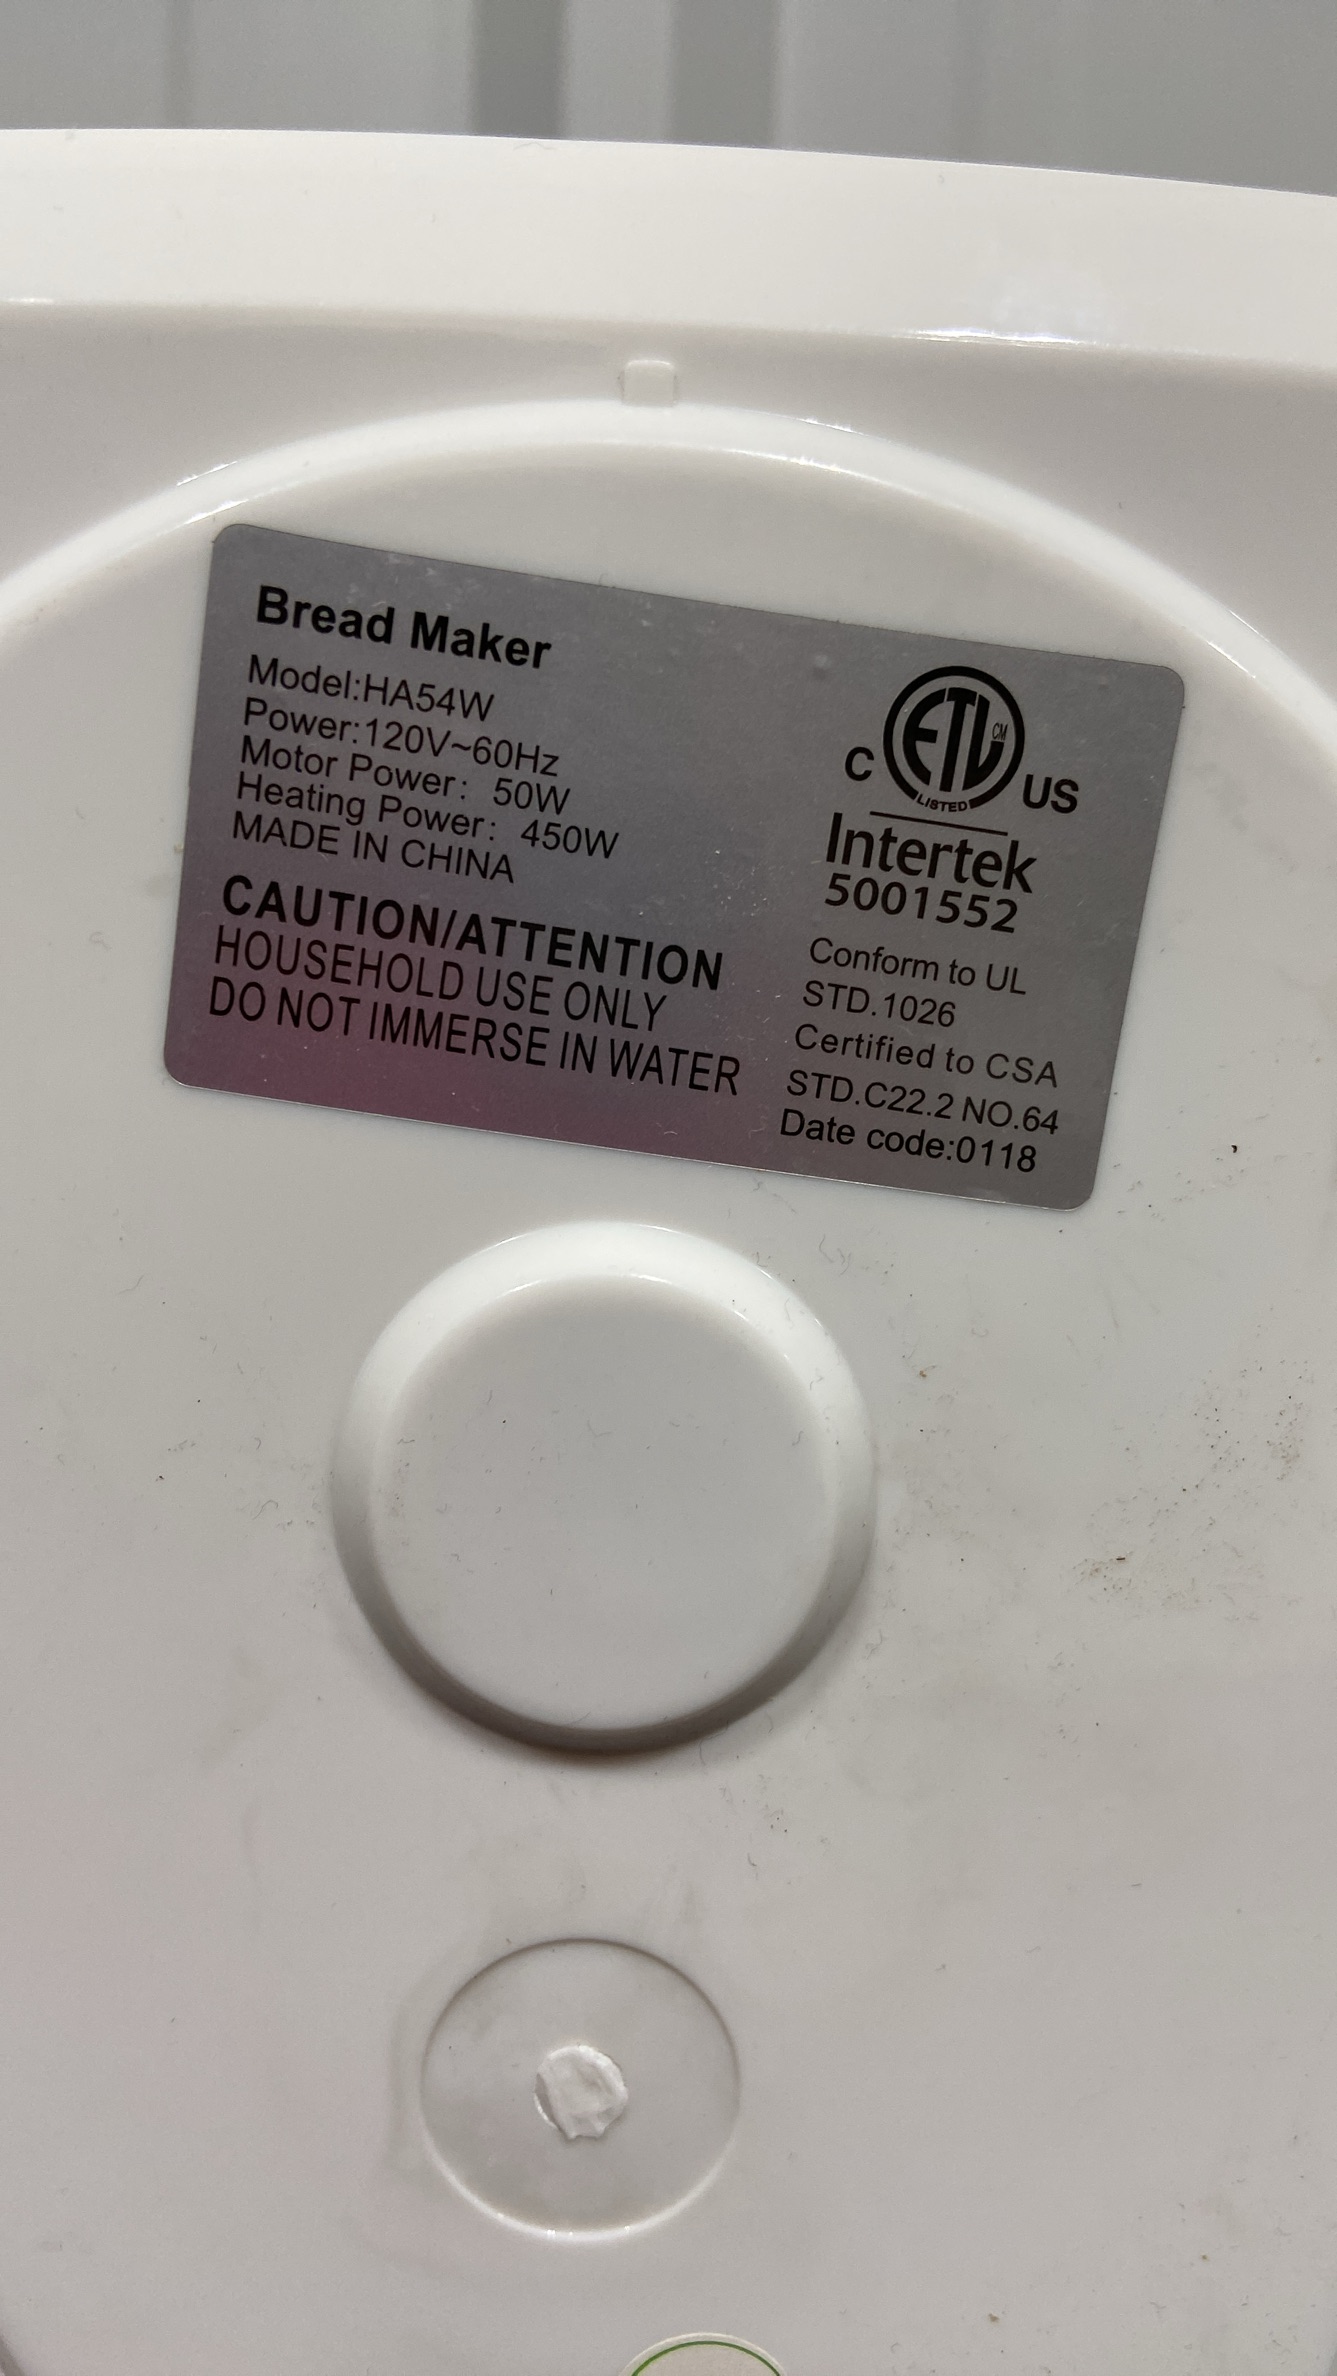 Bread Maker
Model:HA54W
Power:120V~60Hz
Motor Power: 50W
Heating Power: 450W
MADE IN CHINA
CAUTION/ATTENTION
HOUSEHOLD USE ONLY
DO NOT IMMERSE IN WATER
ETL CM
C LISTED US
Intertek
5001552
Conform to UL
STD.1026
Certified to CSA
STD.C22.2 NO.64
Date code:0118